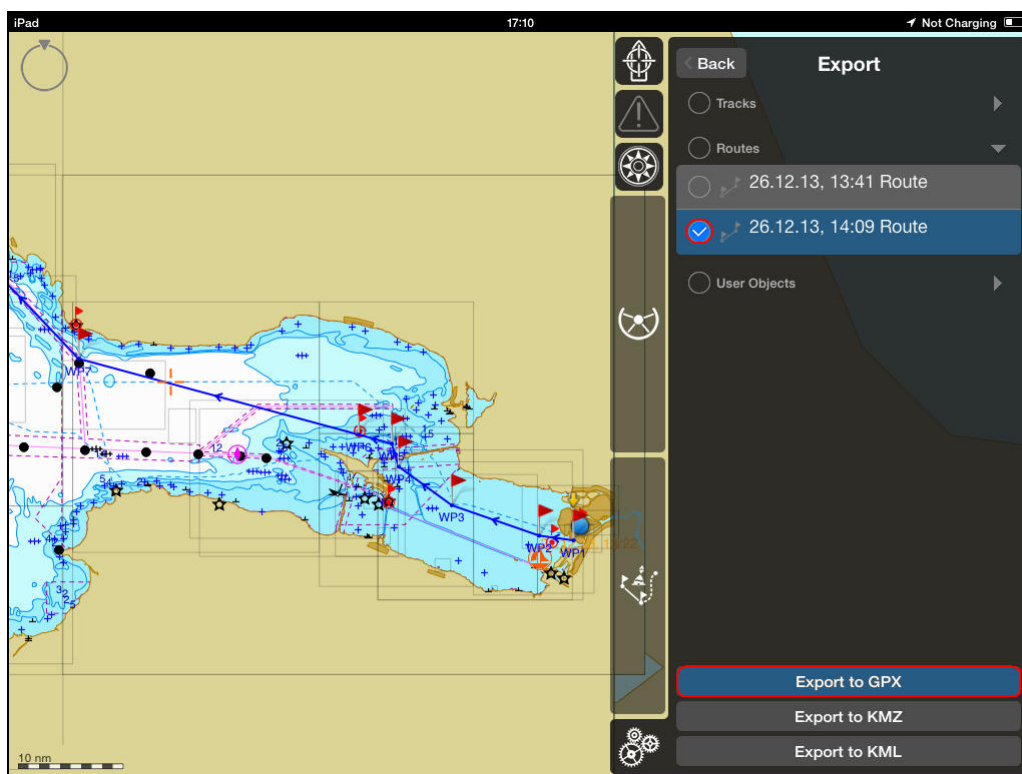 iPad
17:10
Not Charging
Back
Export
Tracks
Routes
26.12.13, 13:41 Route
26.12.13, 14:09 Route
User Objects
WP7
12
WP6
15
WP5
WP4
WP3
WP2
WP1
10 nm
Export to GPX
Export to KMZ
Export to KML